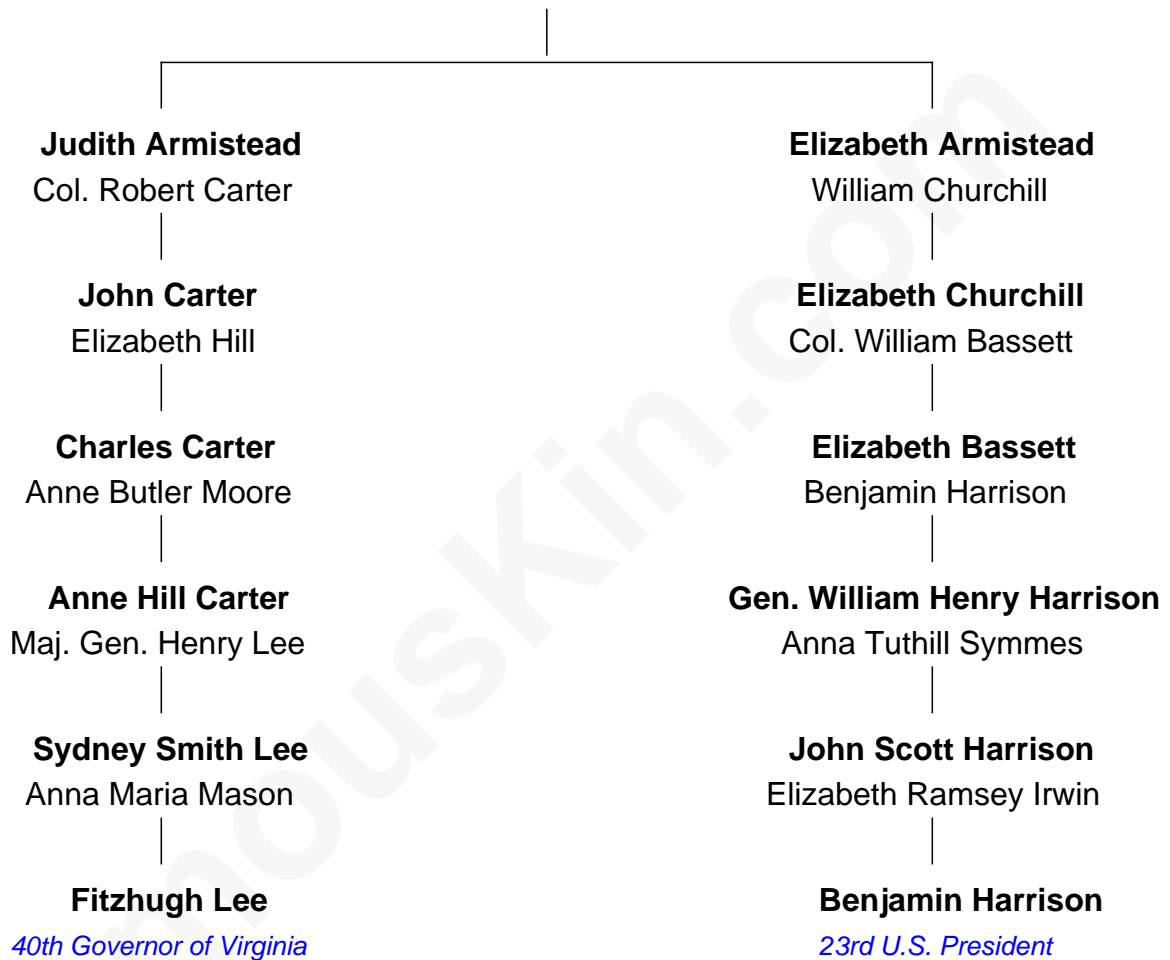 Judith Armistead
Col. Robert Carter
John Carter
Elizabeth Hill
Charles Carter
Anne Butler Moore
Anne Hill Carter
Maj. Gen. Henry Lee
Sydney Smith Lee
Anna Maria Mason
Fitzhugh Lee
40th Governor of Virginia
Elizabeth Armistead
William Churchill
Elizabeth Churchill
Col. William Bassett
Elizabeth Bassett
Benjamin Harrison
Gen. William Henry Harrison
Anna Tuthill Symmes
John Scott Harrison
Elizabeth Ramsey Irwin
Benjamin Harrison
23rd U.S. President
mousKin.com